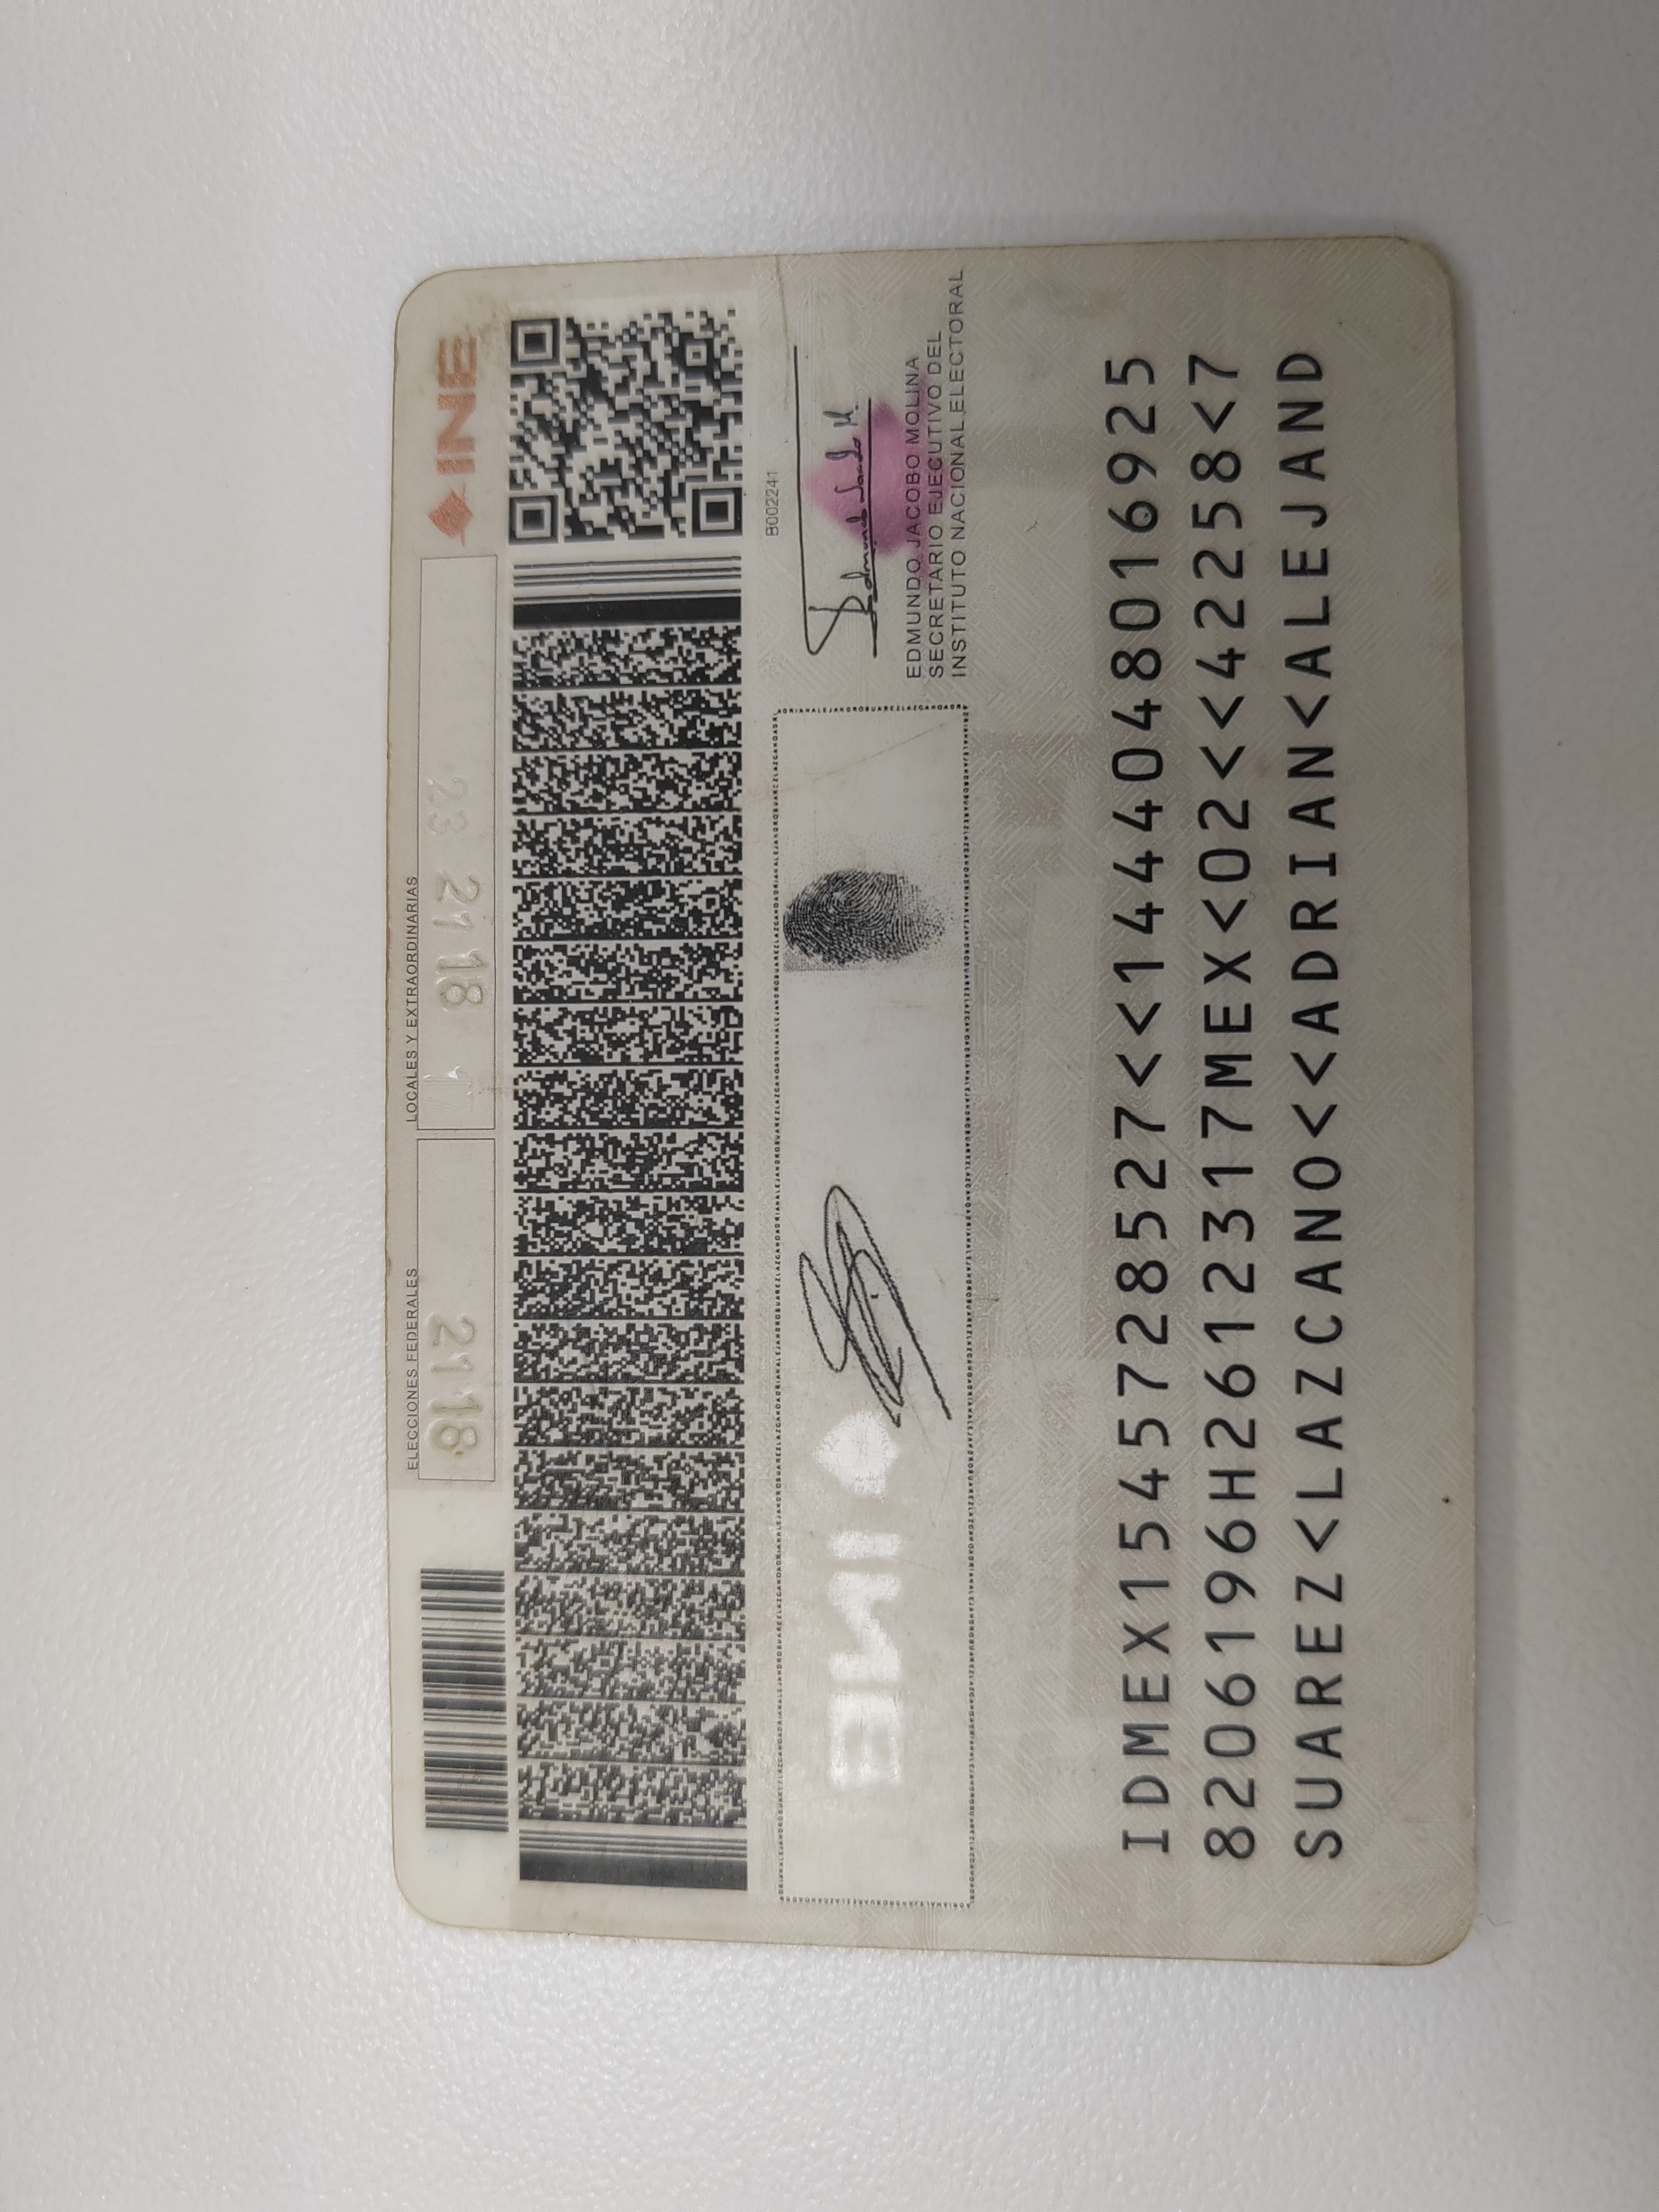 ELECCIONES FEDERALES
LOCALES Y EXTRAORDINARIAS
INE
21 18
23 21 18 17
B002241
INE
EDMUNDO JACOBO MOLINA
SECRETARIO EJECUTIVO DEL
INSTITUTO NACIONAL ELECTORAL
IDMEX1545728527<<1444048016925
8206196H2612317MEX<02<<42258<7
SUAREZ<LAZCANO<<ADRIAN<ALEJAND